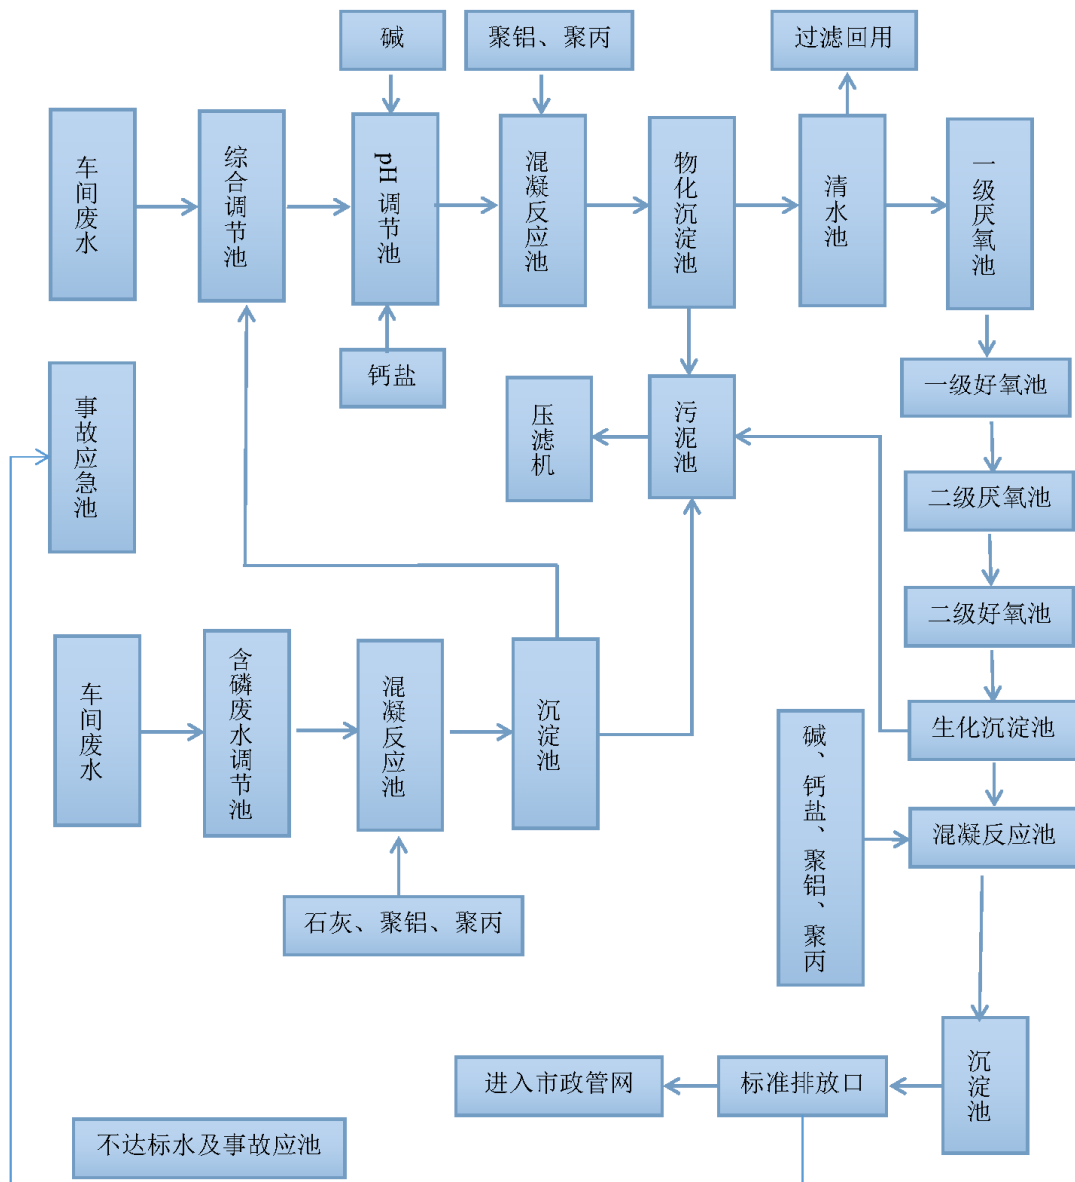 碱
聚铝、聚丙
过滤回用
车间废水
综合调节池
pH 调节池
混凝反应池
物化沉淀池
清水池
一级厌氧池
钙盐
事故应急池
压滤机
污泥池
一级好氧池
二级厌氧池
二级好氧池
车间废水
含磷废水调节池
混凝反应池
沉淀池
生化沉淀池
碱、钙盐、聚铝、聚丙
混凝反应池
石灰、聚铝、聚丙
沉淀池
进入市政管网
标准排放口
不达标水及事故应池